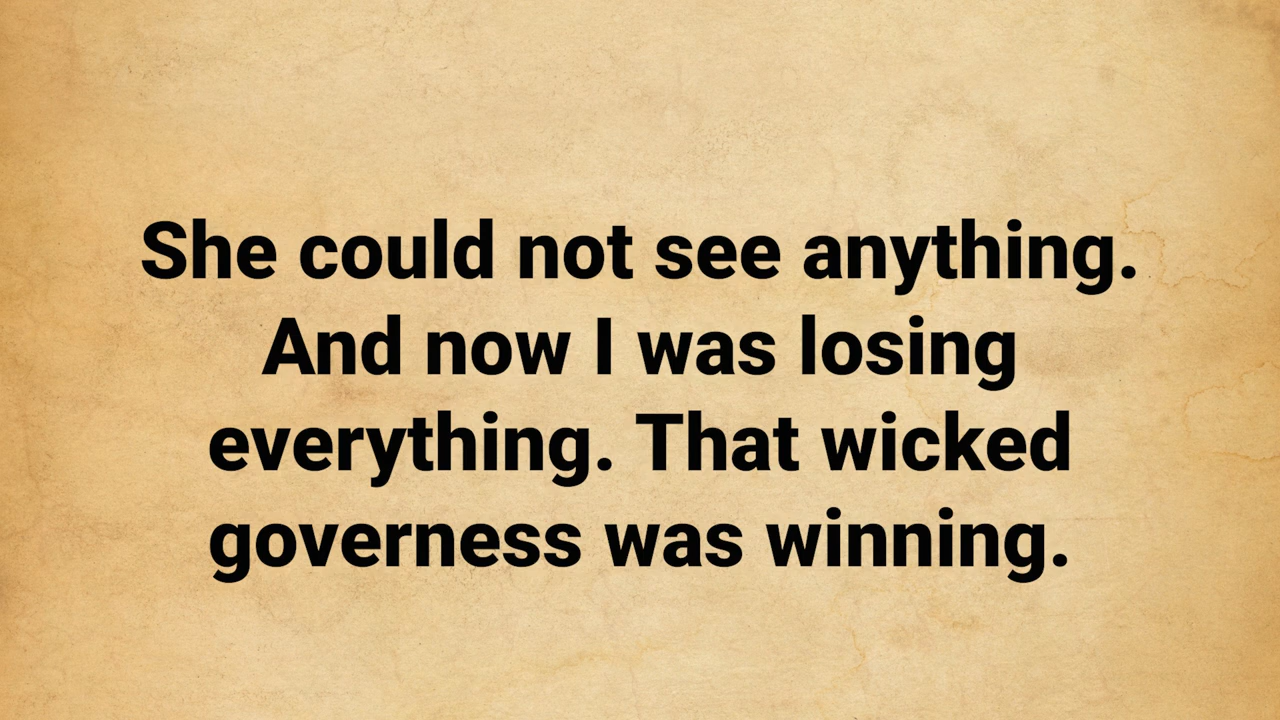 She could not see anything.
And now I was losing
everything. That wicked
governess was winning.